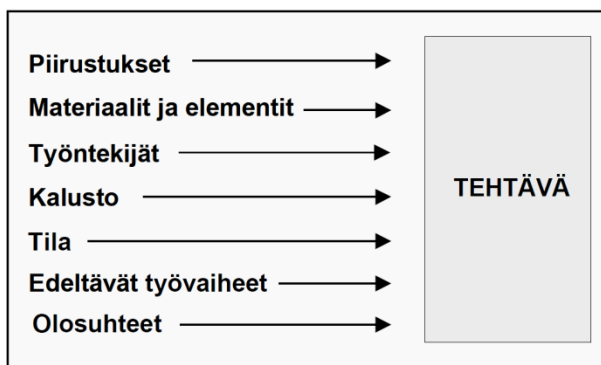 Piirustukset
Materiaalit ja elementit
Työntekijät
Kalusto
Tila
Edeltävät työvaiheet
Olosuhteet
TEHTÄVÄ